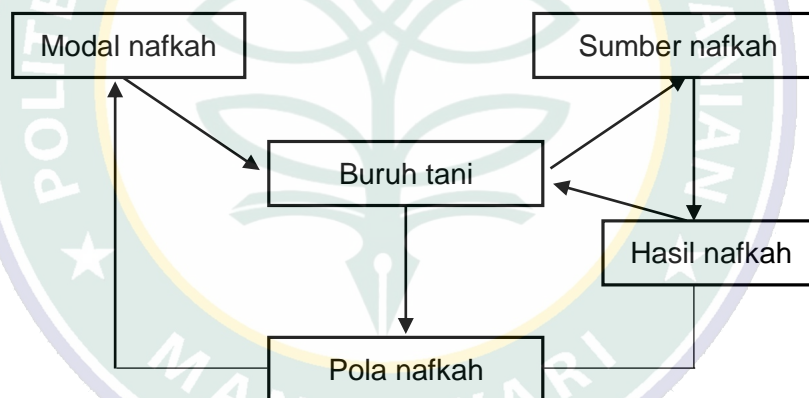 Modal nafkah
Sumber nafkah
Buruh tani
Hasil nafkah
Pola nafkah